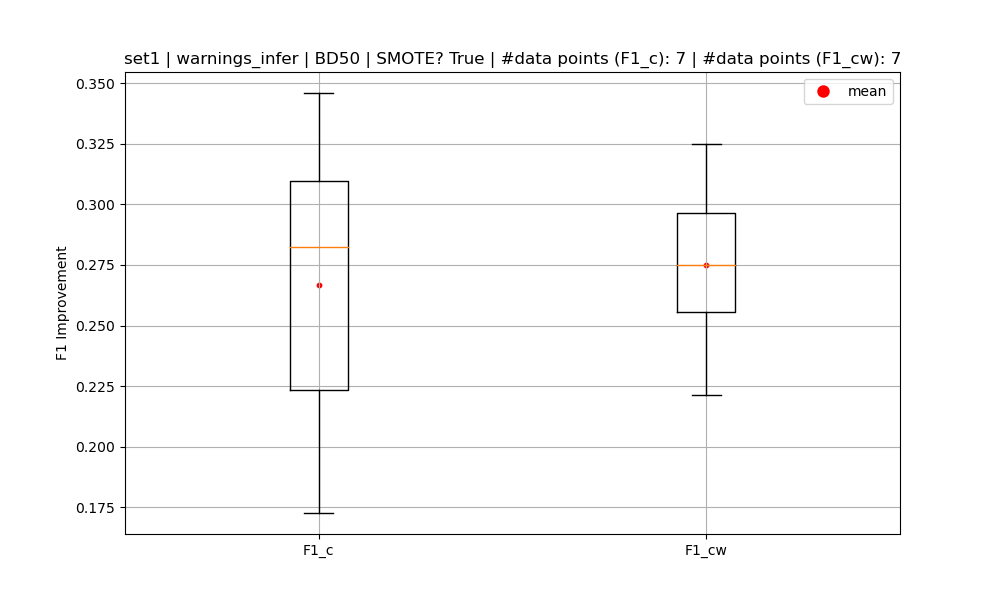 set1 | warnings_infer | BD50 | SMOTE? True | #data points (F1_c): 7 | #data points (F1_cw): 7
mean
F1 Improvement
0.350
0.325
0.300
0.275
0.250
0.225
0.200
0.175
F1_c
F1_cw